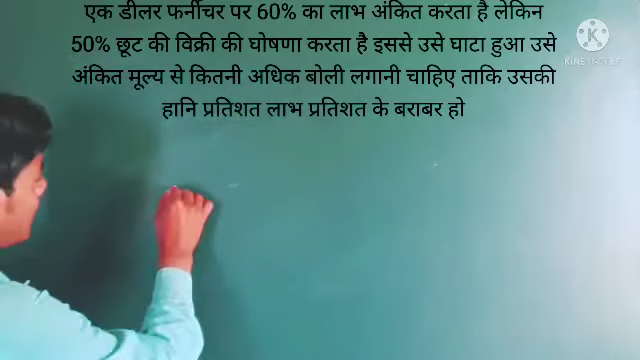 एक डीलर फर्नीचर पर 60% का लाभ अंकित करता है लेकिन
50% छूट की विक्री की घोषणा करता है इससे उसे घाटा हुआ उसे
अंकित मूल्य से कितनी अधिक बोली लगानी चाहिए ताकि उसकी
हानि प्रतिशत लाभ प्रतिशत के बराबर हो